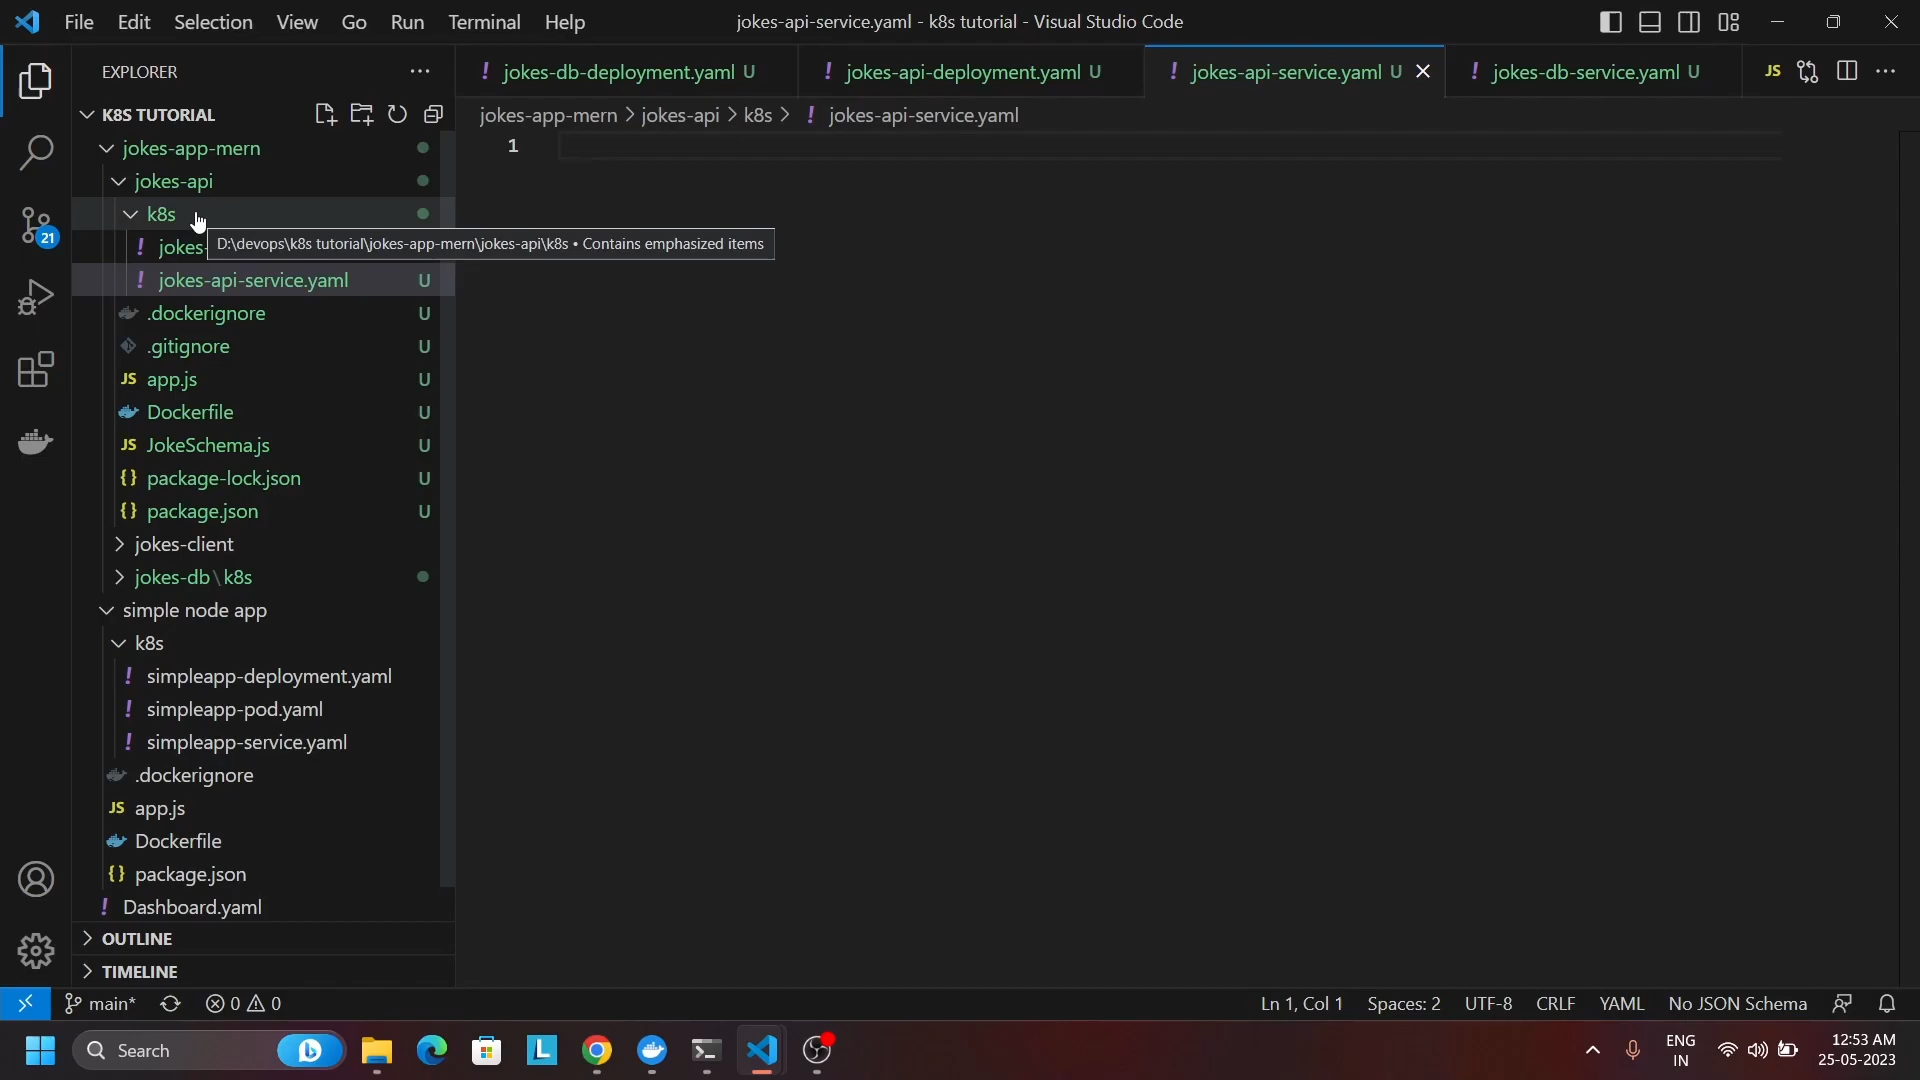 File Edit Selection View Go Run Terminal Help
jokes-api-service.yaml - k8s tutorial - Visual Studio Code
EXPLORER
K8S TUTORIAL
jokes-app-mern
jokes-api
k8s
jokes-
D:\devops\k8s tutorial\jokes-app-mern\jokes-api\k8s • Contains emphasized items
! jokes-api-service.yaml U
.dockerignore U
.gitignore U
JS app.js U
Dockerfile U
JS JokeSchema.js U
{} package-lock.json U
{} package.json U
jokes-client
jokes-db\k8s
simple node app
k8s
! simpleapp-deployment.yaml
! simpleapp-pod.yaml
! simpleapp-service.yaml
.dockerignore
JS app.js
Dockerfile
{} package.json
! Dashboard.yaml
OUTLINE
TIMELINE
21
! jokes-db-deployment.yaml U
! jokes-api-deployment.yaml U
! jokes-api-service.yaml U
! jokes-db-service.yaml U
JS
jokes-app-mern > jokes-api > k8s > ! jokes-api-service.yaml
1
main* 0 0
Ln 1, Col 1 Spaces: 2 UTF-8 CRLF YAML No JSON Schema
Search
L
ENG
IN
12:53 AM
25-05-2023